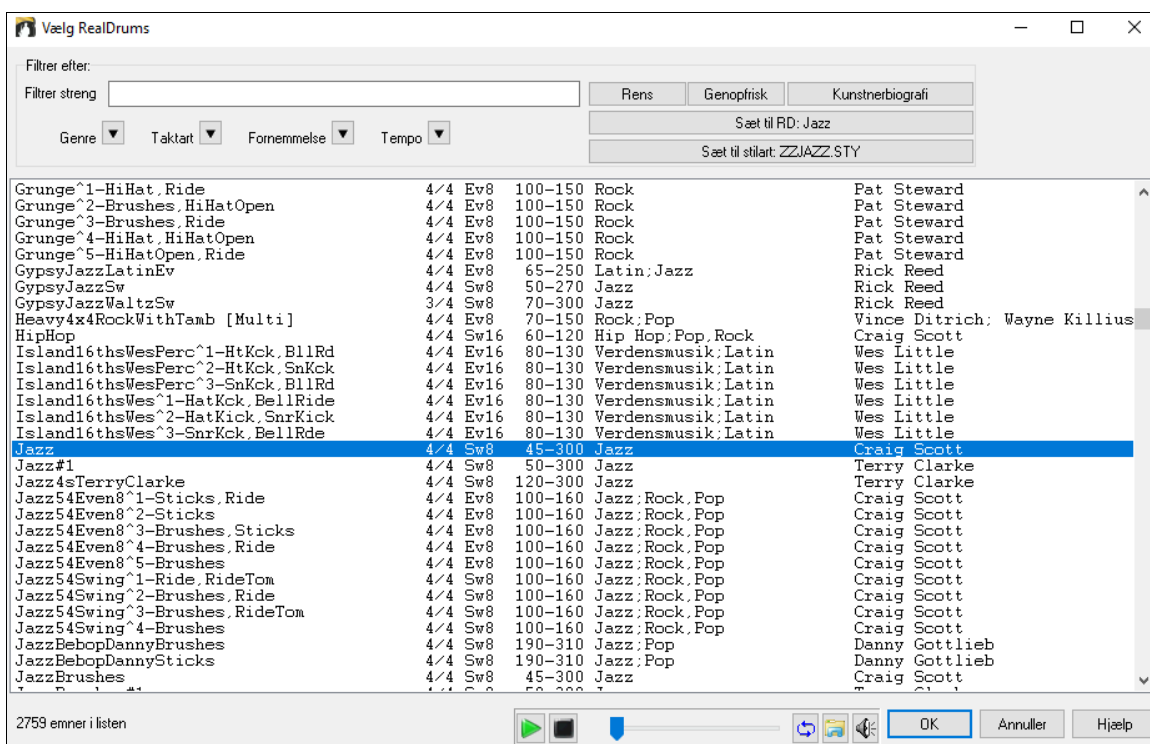 Vælg RealDrums
Filtrer efter:
Filtrer streng
Rens Genopfrisk Kunstnerbiografi
Sæt til RD: Jazz
Genre Taktart Fornemmelse Tempo
Sæt til stilart: ZZJAZZ.STY
Grunge^1-HiHat,Ride 4/4 Ev8 100-150 Rock Pat Steward
Grunge^2-Brushes,HiHatOpen 4/4 Ev8 100-150 Rock Pat Steward
Grunge^3-Brushes,Ride 4/4 Ev8 100-150 Rock Pat Steward
Grunge^4-HiHat,HiHatOpen 4/4 Ev8 100-150 Rock Pat Steward
Grunge^5-HiHatOpen,Ride 4/4 Ev8 100-150 Rock Pat Steward
GypsyJazzLatinEv 4/4 Ev8 65-250 Latin;Jazz Rick Reed
GypsyJazzSw 4/4 Sw8 50-270 Jazz Rick Reed
GypsyJazzWaltzSw 3/4 Sw8 70-300 Jazz Rick Reed
Heavy4x4RockWithTamb [Multi] 4/4 Ev8 70-150 Rock;Pop Vince Ditrich; Wayne Killius
HipHop 4/4 Sw16 60-120 Hip Hop;Pop,Rock Craig Scott
Island16thsWesPerc^1-HtKck,BllRd 4/4 Ev16 80-130 Verdensmusik;Latin Wes Little
Island16thsWesPerc^2-HtKck,SnKck 4/4 Ev16 80-130 Verdensmusik;Latin Wes Little
Island16thsWesPerc^3-SnKck,BllRd 4/4 Ev16 80-130 Verdensmusik;Latin Wes Little
Island16thsWes^1-HatKck,BellRide 4/4 Ev16 80-130 Verdensmusik;Latin Wes Little
Island16thsWes^2-HatKick,SnrKick 4/4 Ev16 80-130 Verdensmusik;Latin Wes Little
Island16thsWes^3-SnrKck,BellRde 4/4 Ev16 80-130 Verdensmusik;Latin Wes Little
Jazz 4/4 Sw8 45-300 Jazz Craig Scott
Jazz#1 4/4 Sw8 50-300 Jazz Terry Clarke
Jazz4sTerryClarke 4/4 Sw8 120-300 Jazz Terry Clarke
Jazz54Even8^1-Sticks,Ride 4/4 Ev8 100-160 Jazz;Rock,Pop Craig Scott
Jazz54Even8^2-Sticks 4/4 Ev8 100-160 Jazz;Rock,Pop Craig Scott
Jazz54Even8^3-Brushes,Sticks 4/4 Ev8 100-160 Jazz;Rock,Pop Craig Scott
Jazz54Even8^4-Brushes,Ride 4/4 Ev8 100-160 Jazz;Rock,Pop Craig Scott
Jazz54Even8^5-Brushes 4/4 Ev8 100-160 Jazz;Rock,Pop Craig Scott
Jazz54Swing^1-Ride,RideTom 4/4 Sw8 100-160 Jazz;Rock,Pop Craig Scott
Jazz54Swing^2-Brushes,Ride 4/4 Sw8 100-160 Jazz;Rock,Pop Craig Scott
Jazz54Swing^3-Brushes,RideTom 4/4 Sw8 100-160 Jazz;Rock,Pop Craig Scott
Jazz54Swing^4-Brushes 4/4 Sw8 100-160 Jazz;Rock,Pop Craig Scott
JazzBebopDannyBrushes 4/4 Sw8 190-310 Jazz;Pop Danny Gottlieb
JazzBebopDannySticks 4/4 Sw8 190-310 Jazz;Pop Danny Gottlieb
JazzBrushes 4/4 Sw8 45-300 Jazz Craig Scott
2759 emner i listen
OK Annuller Hjælp